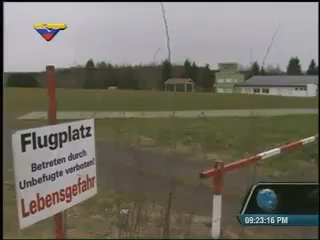 Flugplatz
Betreten durch
Unbefugte verboten!
Lebensgefahr
09:23:16 PM